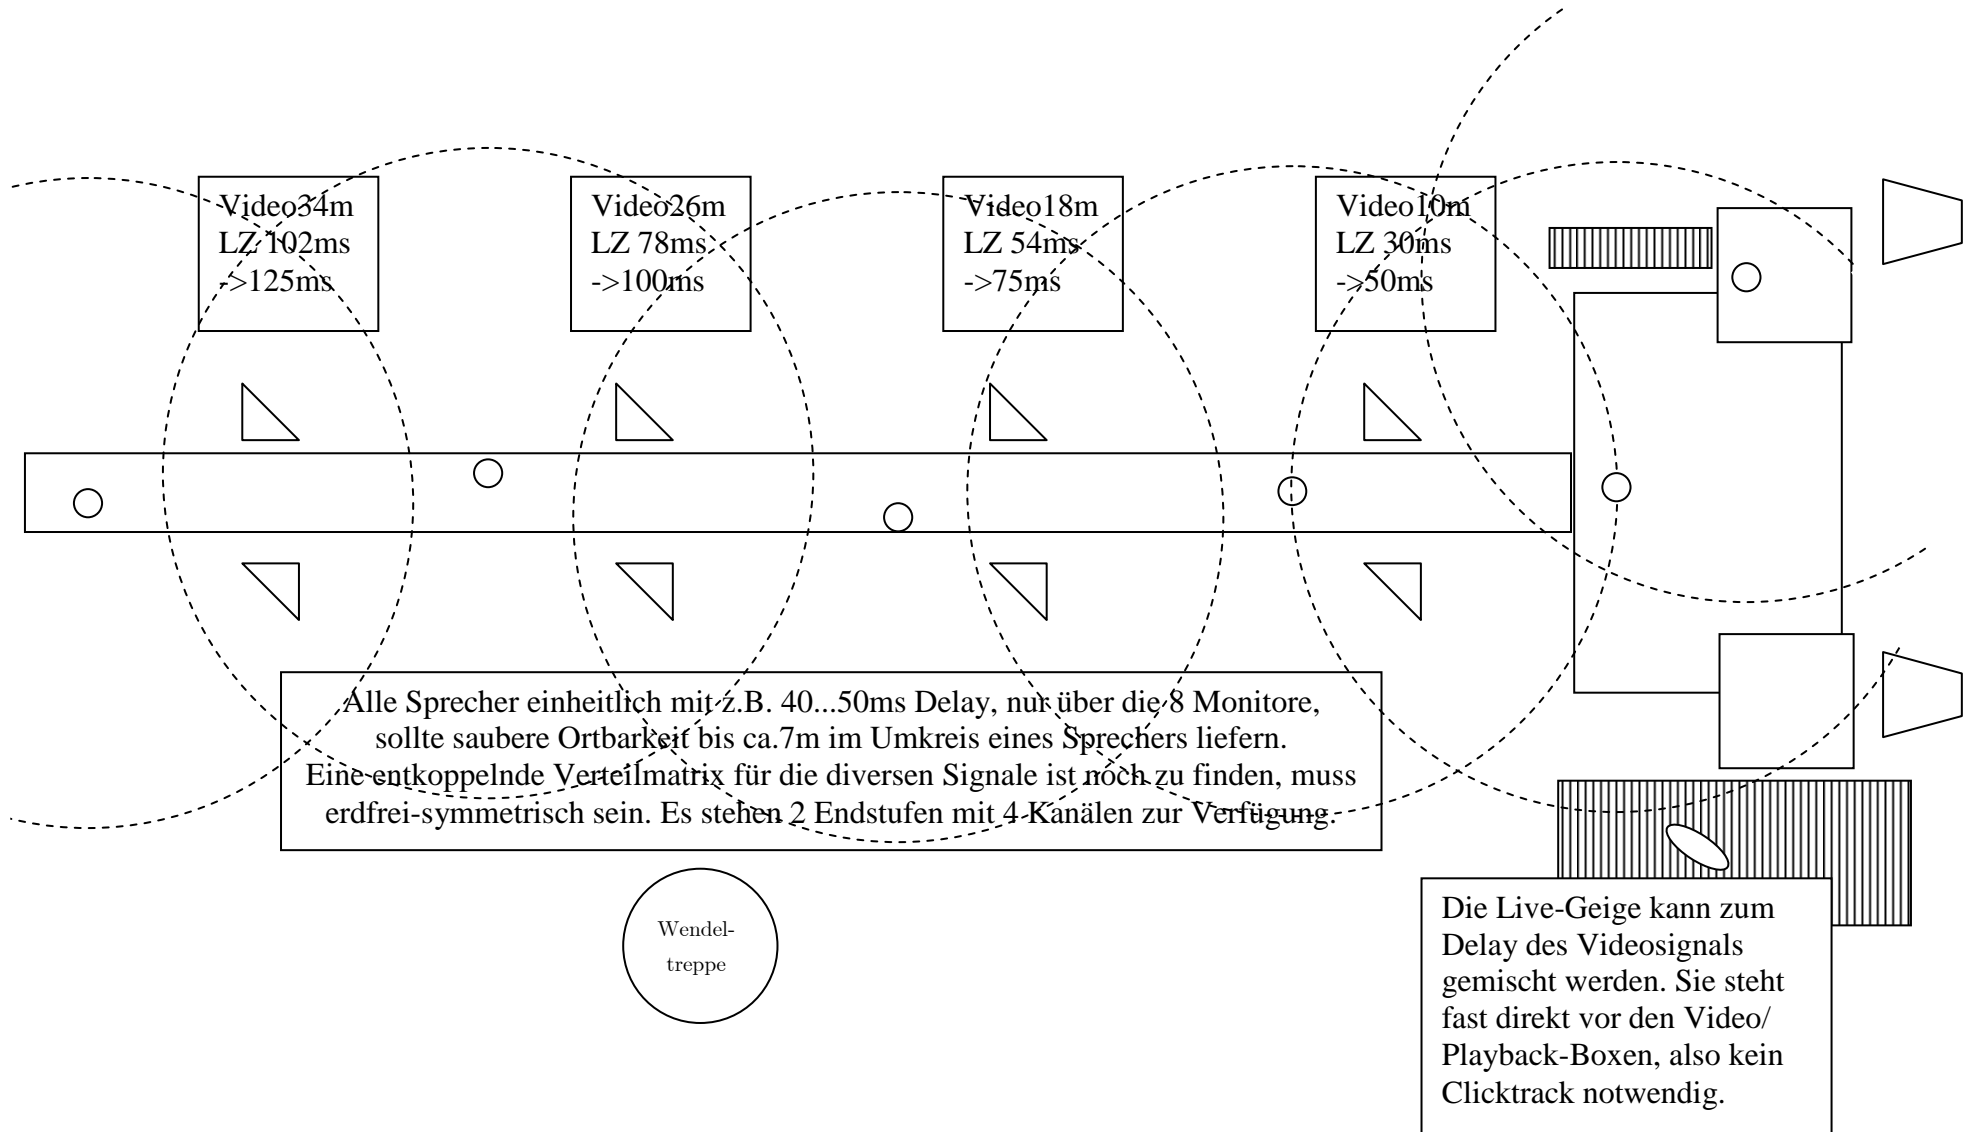 Video34m
LZ 102ms
->125ms
Video26m
LZ 78ms
->100ms
Video18m
LZ 54ms
->75ms
Video10m
LZ 30ms
->50ms
Alle Sprecher einheitlich mit z.B. 40...50ms Delay, nur über die 8 Monitore,
sollte saubere Ortbarkeit bis ca.7m im Umkreis eines Sprechers liefern.
Eine entkoppelnde Verteilmatrix für die diversen Signale ist noch zu finden, muss
erdfrei-symmetrisch sein. Es stehen 2 Endstufen mit 4 Kanälen zur Verfügung.
Wendel-
treppe
Die Live-Geige kann zum
Delay des Videosignals
gemischt werden. Sie steht
fast direkt vor den Video/
Playback-Boxen, also kein
Clicktrack notwendig.